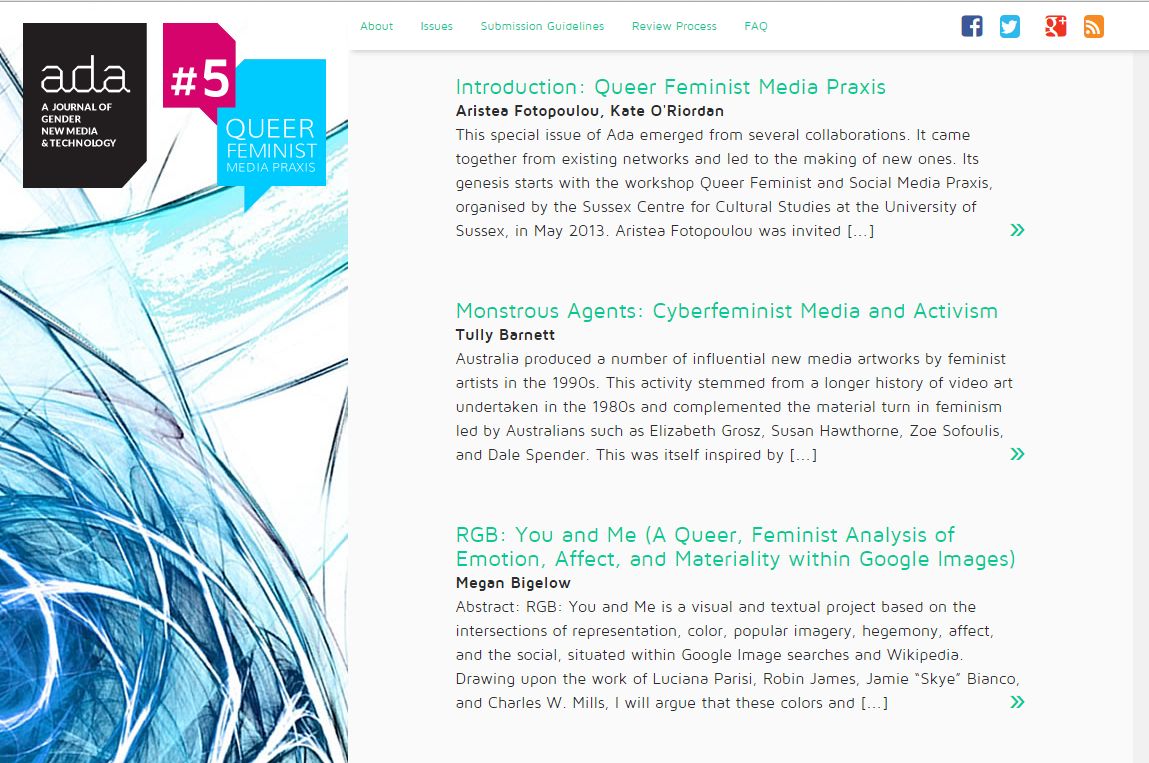 ada
A JOURNAL OF
GENDER
NEW MEDIA
& TECHNOLOGY
#5
QUEER
FEMINIST
MEDIA PRAXIS
About Issues Submission Guidelines Review Process FAQ
Introduction: Queer Feminist Media Praxis
Aristea Fotopoulou, Kate O'Riordan
This special issue of Ada emerged from several collaborations. It came
together from existing networks and led to the making of new ones. Its
genesis starts with the workshop Queer Feminist and Social Media Praxis,
organised by the Sussex Centre for Cultural Studies at the University of
Sussex, in May 2013. Aristea Fotopoulou was invited [...] »
Monstrous Agents: Cyberfeminist Media and Activism
Tully Barnett
Australia produced a number of influential new media artworks by feminist
artists in the 1990s. This activity stemmed from a longer history of video art
undertaken in the 1980s and complemented the material turn in feminism
led by Australians such as Elizabeth Grosz, Susan Hawthorne, Zoe Sofoulis,
and Dale Spender. This was itself inspired by [...] »
RGB: You and Me (A Queer, Feminist Analysis of
Emotion, Affect, and Materiality within Google Images)
Megan Bigelow
Abstract: RGB: You and Me is a visual and textual project based on the
intersections of representation, color, popular imagery, hegemony, affect,
and the social, situated within Google Image searches and Wikipedia.
Drawing upon the work of Luciana Parisi, Robin James, Jamie “Skye” Bianco,
and Charles W. Mills, I will argue that these colors and [...] »